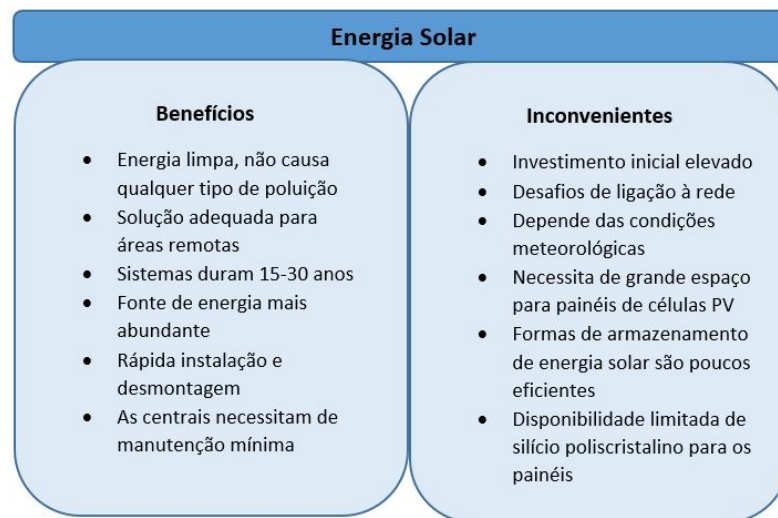 Energia Solar
Benefícios
• Energia limpa, não causa
qualquer tipo de poluição
• Solução adequada para
áreas remotas
• Sistemas duram 15-30 anos
• Fonte de energia mais
abundante
• Rápida instalação e
desmontagem
• As centrais necessitam de
manutenção mínima
Inconvenientes
• Investimento inicial elevado
• Desafios de ligação à rede
• Depende das condições
meteorológicas
• Necessita de grande espaço
para painéis de células PV
• Formas de armazenamento
de energia solar são poucos
eficientes
• Disponibilidade limitada de
silício poliscristalino para os
painéis